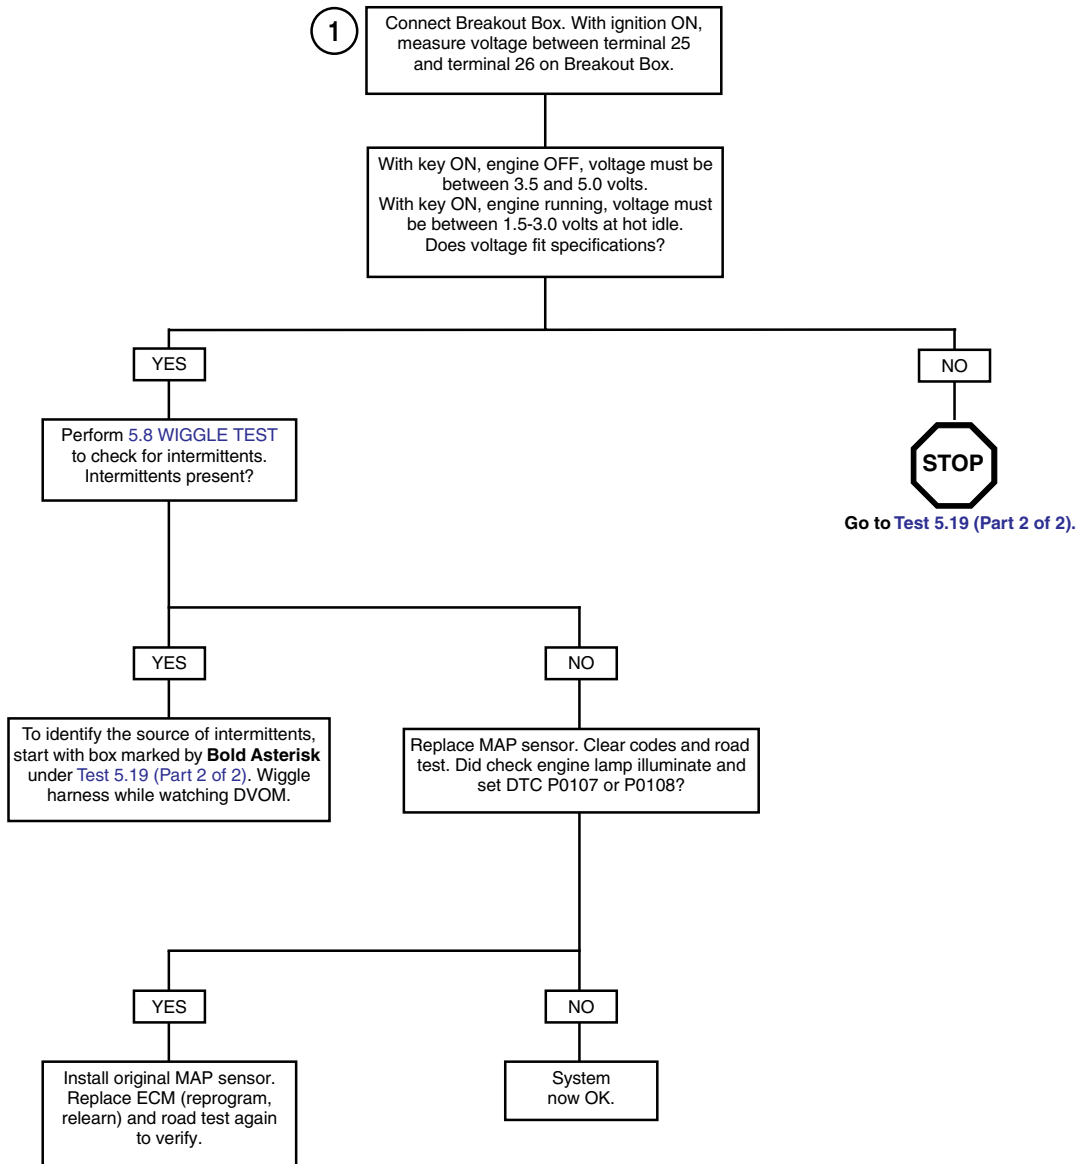 1
Connect Breakout Box. With ignition ON,
measure voltage between terminal 25
and terminal 26 on Breakout Box.
With key ON, engine OFF, voltage must be
between 3.5 and 5.0 volts.
With key ON, engine running, voltage must
be between 1.5-3.0 volts at hot idle.
Does voltage fit specifications?
YES
NO
Perform 5.8 WIGGLE TEST
to check for intermittents.
Intermittents present?
STOP
Go to Test 5.19 (Part 2 of 2).
YES
NO
To identify the source of intermittents,
start with box marked by Bold Asterisk
under Test 5.19 (Part 2 of 2). Wiggle
harness while watching DVOM.
Replace MAP sensor. Clear codes and road
test. Did check engine lamp illuminate and
set DTC P0107 or P0108?
YES
NO
Install original MAP sensor.
Replace ECM (reprogram,
relearn) and road test again
to verify.
System
now OK.